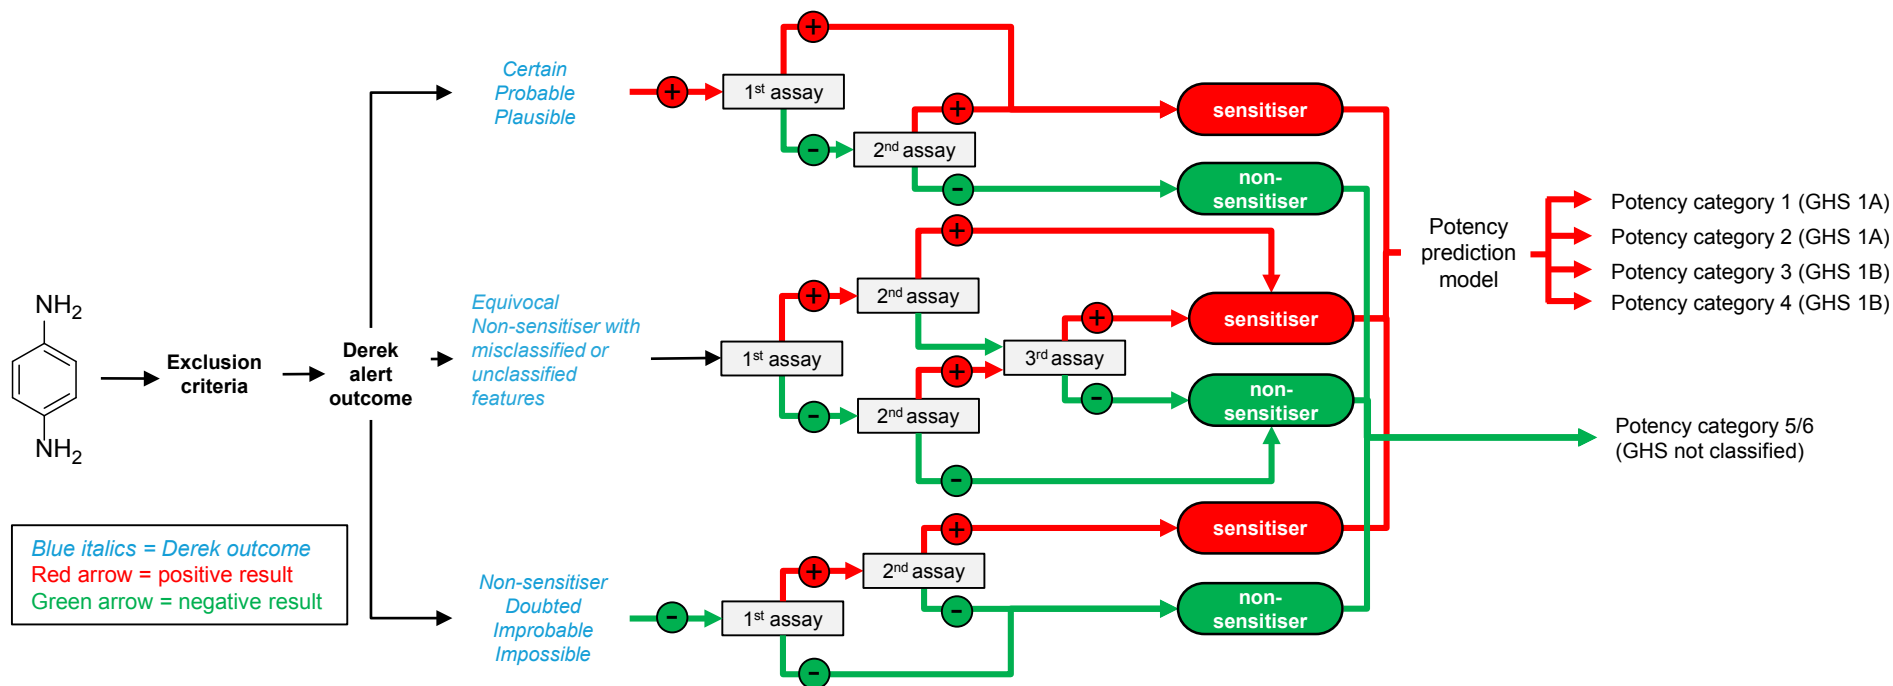 NH2
NH2
Exclusion
criteria
Derek
alert
outcome
Certain
Probable
Plausible
+
1st assay
+
-
2nd assay
+
-
sensitiser
non-
sensitiser
Equivocal
Non-sensitiser with
misclassified or
unclassified
features
1st assay
+
-
2nd assay
2nd assay
+
+
-
3rd assay
+
-
sensitiser
non-
sensitiser
Non-sensitiser
Doubted
Improbable
Impossible
-
1st assay
+
-
2nd assay
+
-
sensitiser
non-
sensitiser
Potency
prediction
model
Potency category 1 (GHS 1A)
Potency category 2 (GHS 1A)
Potency category 3 (GHS 1B)
Potency category 4 (GHS 1B)
Potency category 5/6
(GHS not classified)
Blue italics = Derek outcome
Red arrow = positive result
Green arrow = negative result